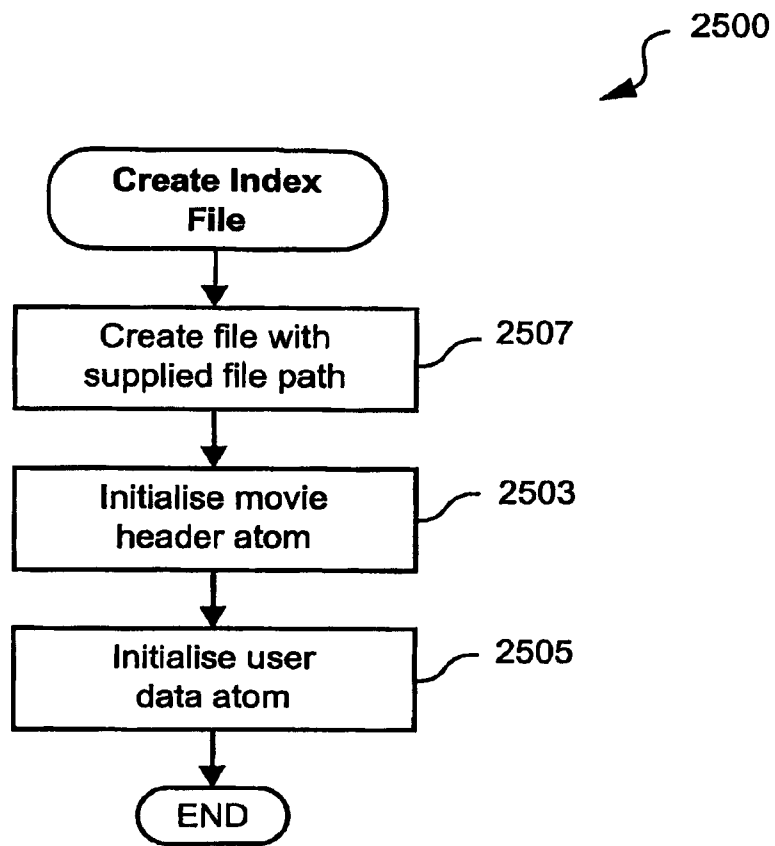 2500
Create Index
File
Create file with
supplied file path
2507
Initialise movie
header atom
2503
Initialise user
data atom
2505
END